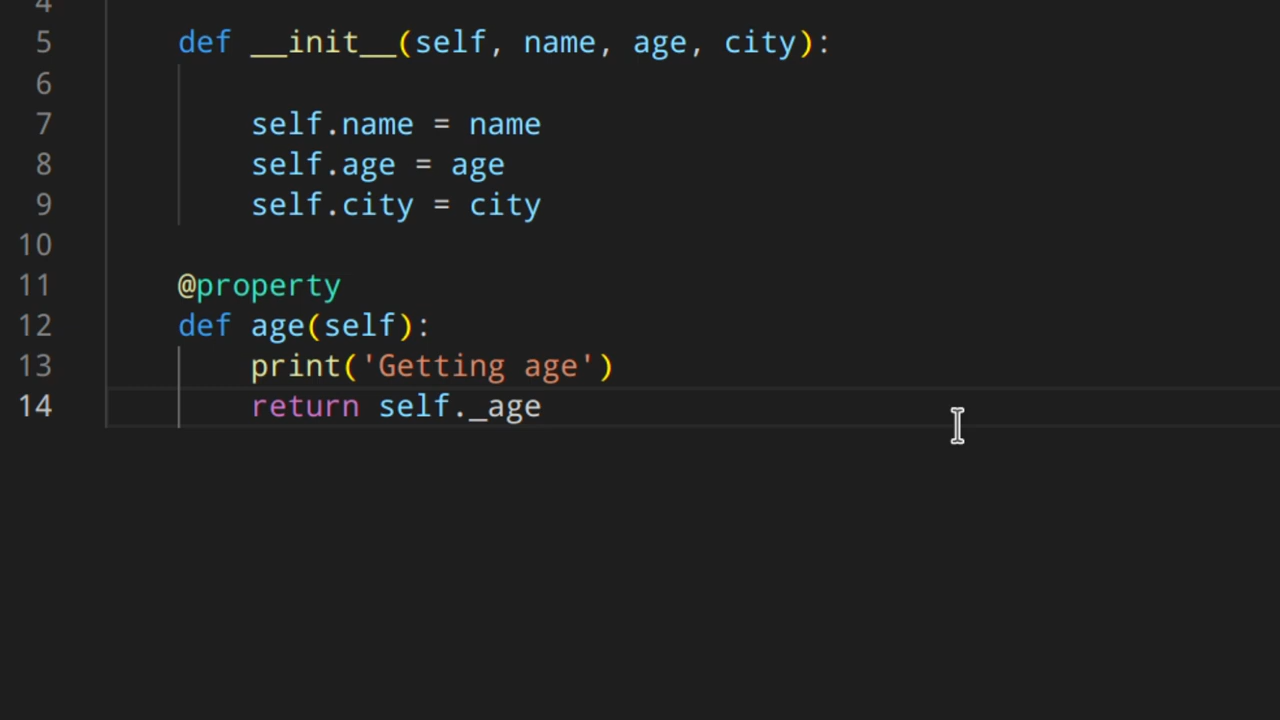 4
5 def __init__(self, name, age, city):
6
7 self.name = name
8 self.age = age
9 self.city = city
10
11 @property
12 def age(self):
13 print('Getting age')
14 return self._age